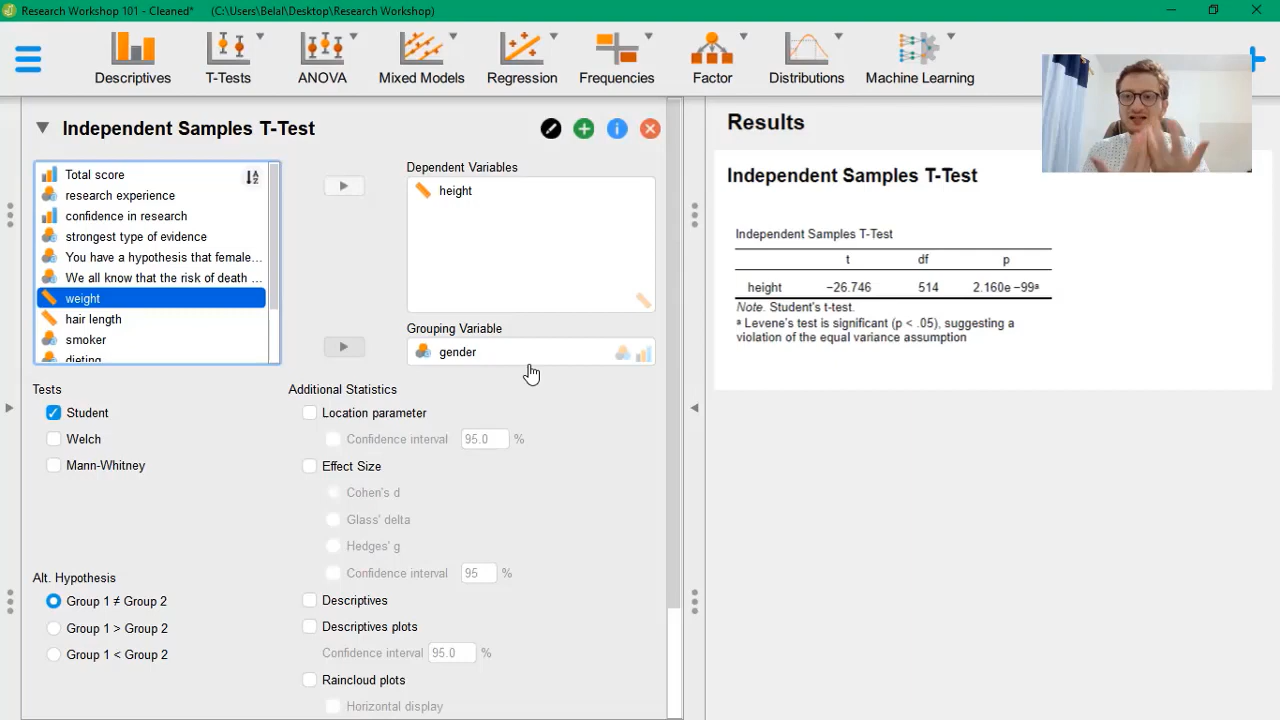 Research Workshop 101 - Cleaned* (C:\Users\Belal\Desktop\Research Workshop)
Descriptives
T-Tests
ANOVA
Mixed Models
Regression
Frequencies
Factor
Distributions
Machine Learning
Independent Samples T-Test
Total score
research experience
confidence in research
strongest type of evidence
You have a hypothesis that female...
We all know that the risk of death ...
weight
hair length
smoker
dieting
Dependent Variables
height
Grouping Variable
gender
Tests
Student
Welch
Mann-Whitney
Alt. Hypothesis
Group 1 ≠ Group 2
Group 1 > Group 2
Group 1 < Group 2
Additional Statistics
Location parameter
Confidence interval 95.0 %
Effect Size
Cohen's d
Glass' delta
Hedges' g
Confidence interval 95 %
Descriptives
Descriptives plots
Confidence interval 95.0 %
Raincloud plots
Horizontal display
Results
Independent Samples T-Test
Independent Samples T-Test
t df p
height −26.746 514 2.160e −99ᵃ
Note. Student's t-test.
ᵃ Levene's test is significant (p < .05), suggesting a
violation of the equal variance assumption